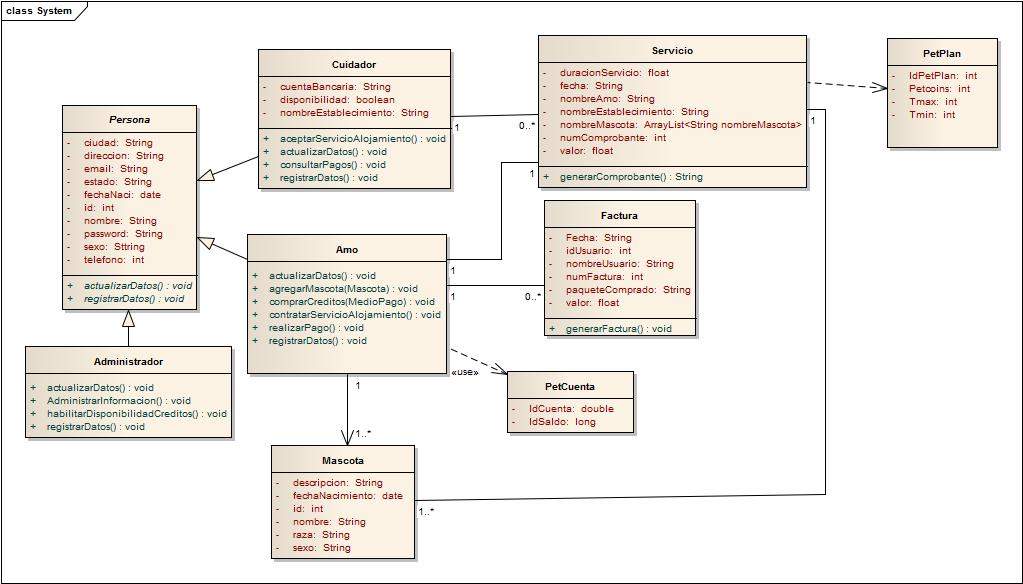 class System
Cuidador
- cuentaBancaria: String
- disponibilidad: boolean
- nombreEstablecimiento: String
+ aceptarServicioAlojamiento() : void
+ actualizarDatos() : void
+ consultarPagos() : void
+ registrarDatos() : void
1
0..*
Servicio
- duracionServicio: float
- fecha: String
- nombreAmo: String
- nombreEstablecimiento: String
- nombreMascota: ArrayList<String nombreMascota>
- numComprobante: int
- valor: float
+ generarComprobante() : String
1
1
PetPlan
- IdPetPlan: int
- Petcoins: int
- Tmax: int
- Tmin: int
Persona
- ciudad: String
- direccion: String
- email: String
- estado: String
- fechaNaci: date
- id: int
- nombre: String
- password: String
- sexo: Sttring
- telefono: int
+ actualizarDatos() : void
+ registrarDatos() : void
Amo
+ actualizarDatos() : void
+ agregarMascota(Mascota) : void
+ comprarCreditos(MedioPago) : void
+ contratarServicioAlojamiento() : void
+ realizarPago() : void
+ registrarDatos() : void
1
1
0..*
Factura
- Fecha: String
- idUsuario: int
- nombreUsuario: String
- numFactura: int
- paqueteComprado: String
- valor: float
+ generarFactura() : void
Administrador
+ actualizarDatos() : void
+ AdministrarInformacion() : void
+ habilitarDisponibilidadCreditos() : void
+ registrarDatos() : void
«use»
PetCuenta
- IdCuenta: double
- IdSaldo: long
1
1..*
Mascota
- descripcion: String
- fechaNacimiento: date
- id: int
- nombre: String
- raza: String
- sexo: String
1..*